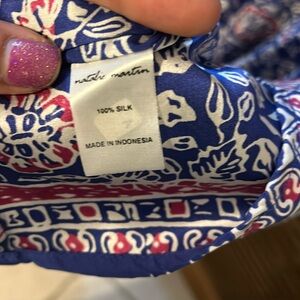 natalie martin
100% SILK
MADE IN INDONESIA